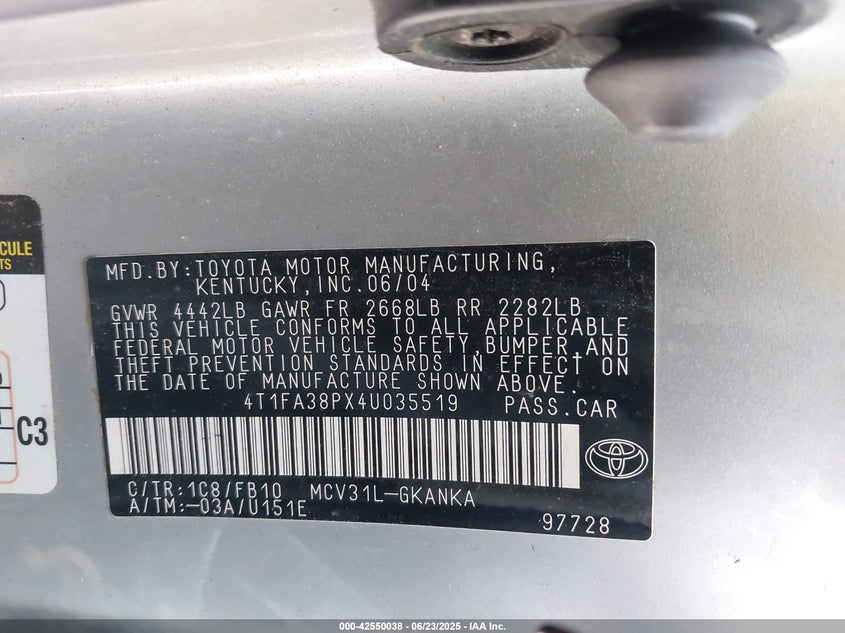 CULE
TS
C3
MFD.BY:TOYOTA MOTOR MANUFACTURING,
KENTUCKY,INC.06/04
GVWR 4442LB GAWR FR 2668LB RR 2282LB
THIS VEHICLE CONFORMS TO ALL APPLICABLE
FEDERAL MOTOR VEHICLE SAFETY,BUMPER,AND
THEFT PREVENTION STANDARDS IN EFFECT ON
THE DATE OF MANUFACTURE SHOWN ABOVE.
4T1FA38PX4U035519 PASS.CAR
C/TR:1C8/FB10 MCV31L-GKANKA
A/TM:-03A/U151E
97728
000-42550038 - 06/23/2025 - IAA Inc.